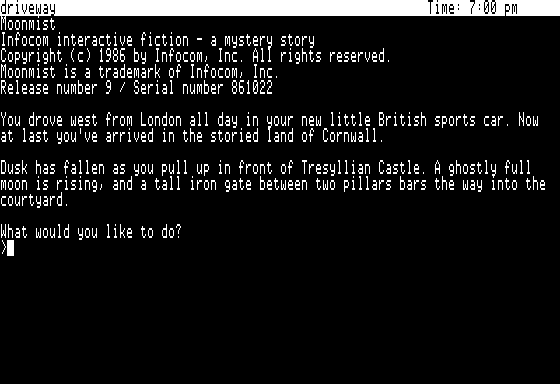 driveway Time: 7:00 pm
Moonmist
Infocom interactive fiction - a mystery story
Copyright (c) 1986 by Infocom, Inc. All rights reserved.
Moonmist is a trademark of Infocom, Inc.
Release number 9 / Serial number 861022
You drove west from London all day in your new little British sports car. Now
at last you've arrived in the storied land of Cornwall.
Dusk has fallen as you pull up in front of Tresyllian Castle. A ghostly full
moon is rising, and a tall iron gate between two pillars bars the way into the
courtyard.
What would you like to do?
>